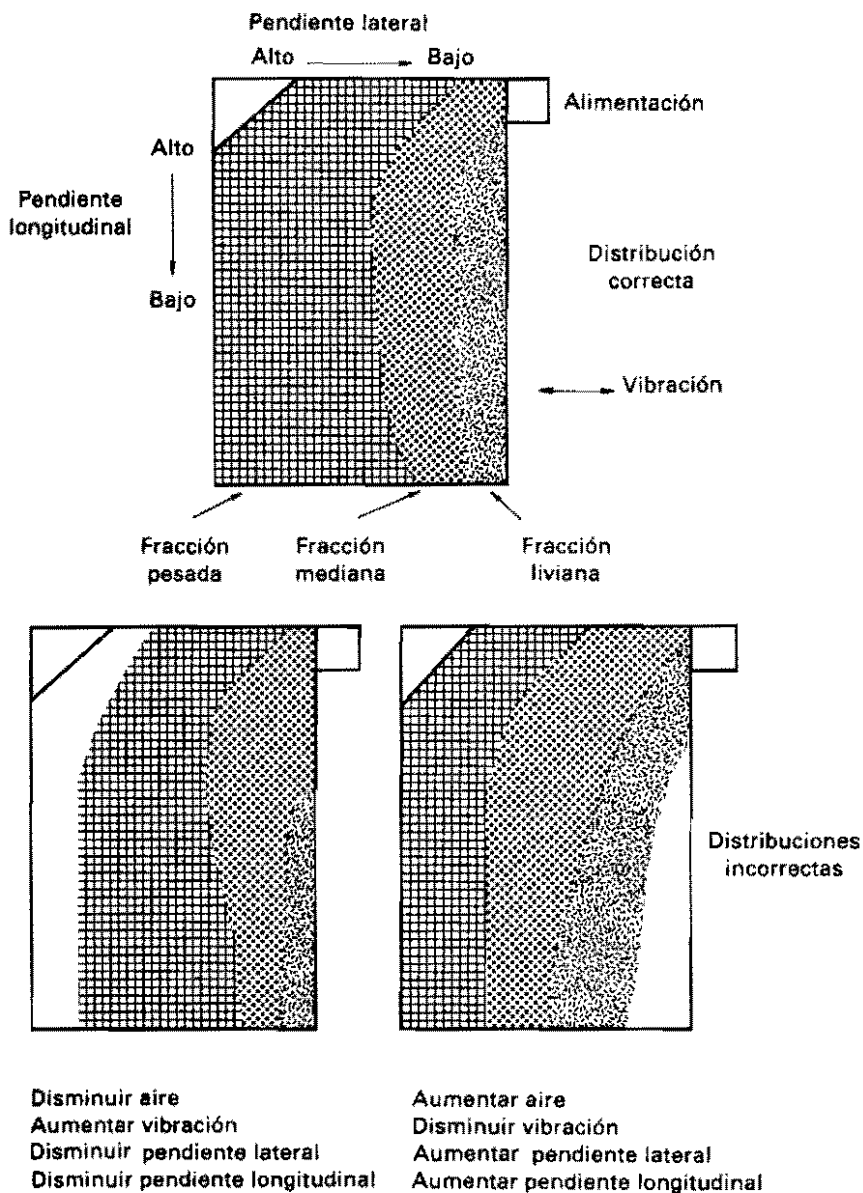 Pendiente lateral
Alto
Bajo
Alimentación
Alto
Pendiente
longitudinal
Bajo
Distribución
correcta
Vibración
Fracción
pesada
Fracción
mediana
Fracción
liviana
Distribuciones
incorrectas
Disminuir aire
Aumentar vibración
Disminuir pendiente lateral
Disminuir pendiente longitudinal
Aumentar aire
Disminuir vibración
Aumentar pendiente lateral
Aumentar pendiente longitudinal